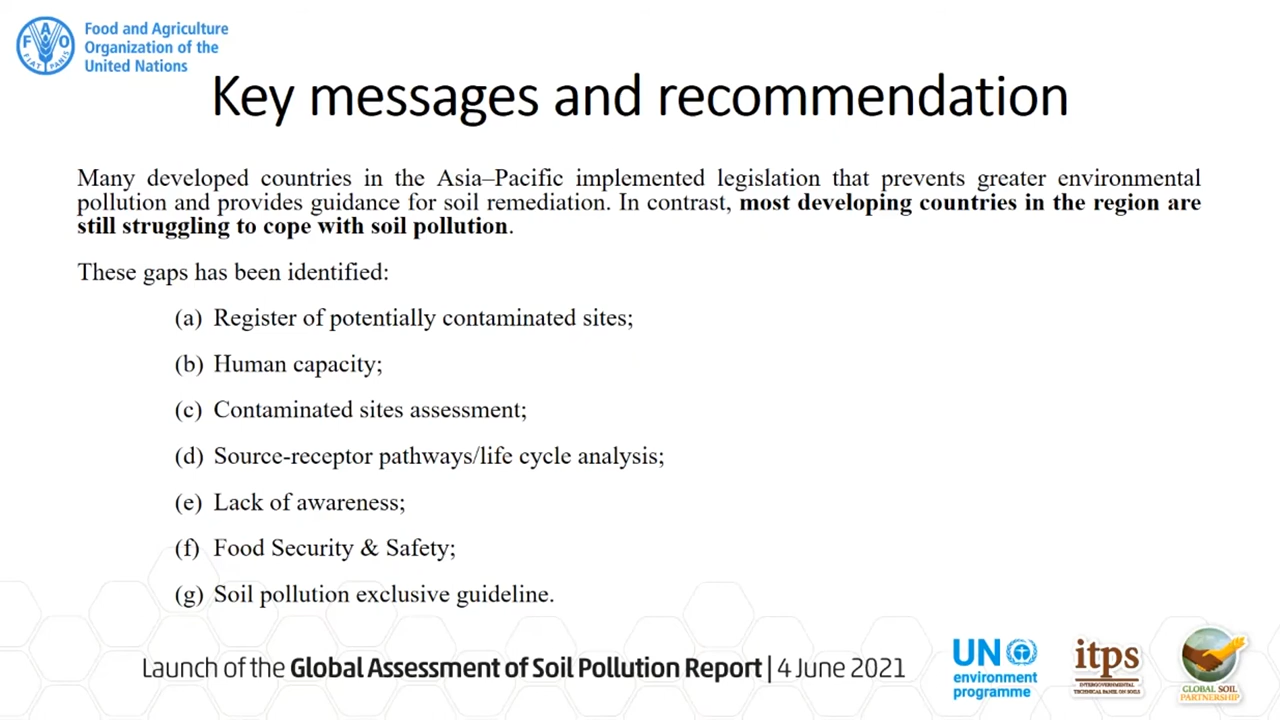 Food and Agriculture
Organization of the
United Nations
F A O
FIAT PANIS
Key messages and recommendation
Many developed countries in the Asia–Pacific implemented legislation that prevents greater environmental
pollution and provides guidance for soil remediation. In contrast, most developing countries in the region are
still struggling to cope with soil pollution.
These gaps has been identified:
(a) Register of potentially contaminated sites;
(b) Human capacity;
(c) Contaminated sites assessment;
(d) Source-receptor pathways/life cycle analysis;
(e) Lack of awareness;
(f) Food Security & Safety;
(g) Soil pollution exclusive guideline.
Launch of the Global Assessment of Soil Pollution Report | 4 June 2021
UN
environment
programme
itps
INTERGOVERNMENTAL
TECHNICAL PANEL ON SOILS
GLOBAL SOIL
PARTNERSHIP